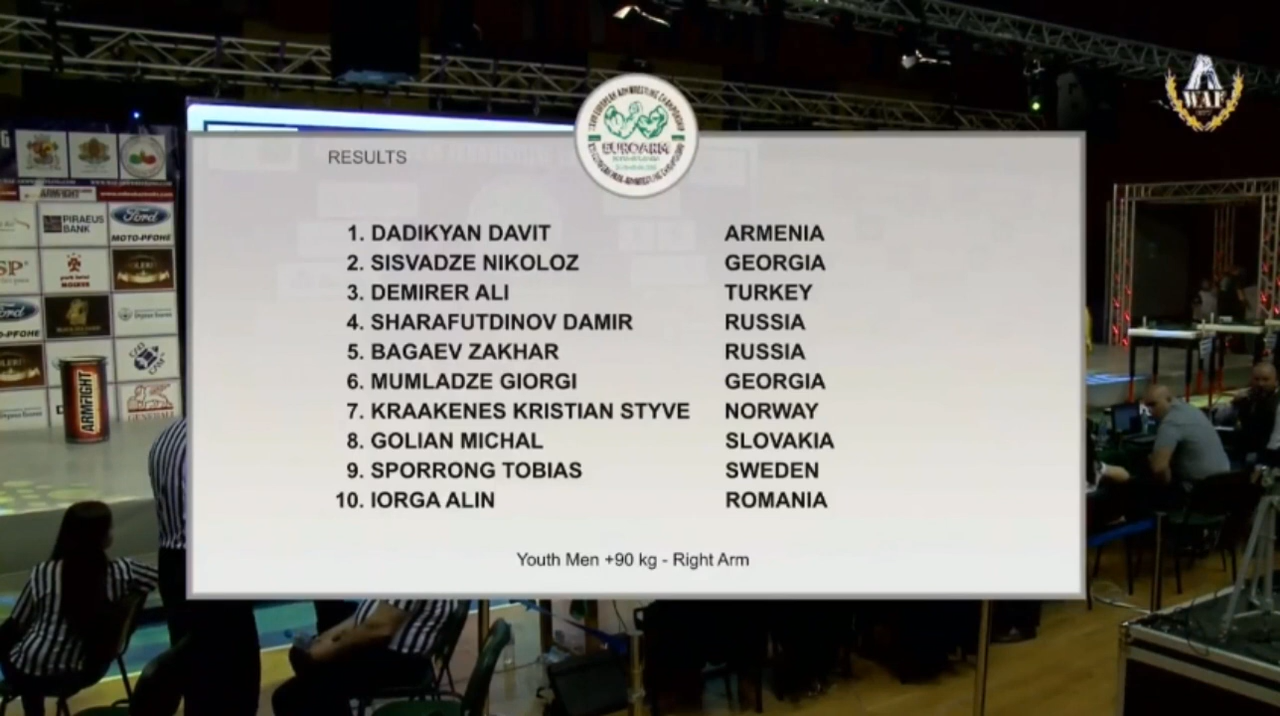 WAF
EUROARM
RESULTS
1. DADIKYAN DAVIT ARMENIA
2. SISVADZE NIKOLOZ GEORGIA
3. DEMIRER ALI TURKEY
4. SHARAFUTDINOV DAMIR RUSSIA
5. BAGAEV ZAKHAR RUSSIA
6. MUMLADZE GIORGI GEORGIA
7. KRAAKENES KRISTIAN STYVE NORWAY
8. GOLIAN MICHAL SLOVAKIA
9. SPORRONG TOBIAS SWEDEN
10. IORGA ALIN ROMANIA
Youth Men +90 kg - Right Arm
ARMFIGHT
PIRAEUS
BANK
Ford
MOTO-PFOHE
ARMFIGHT
GENERALI